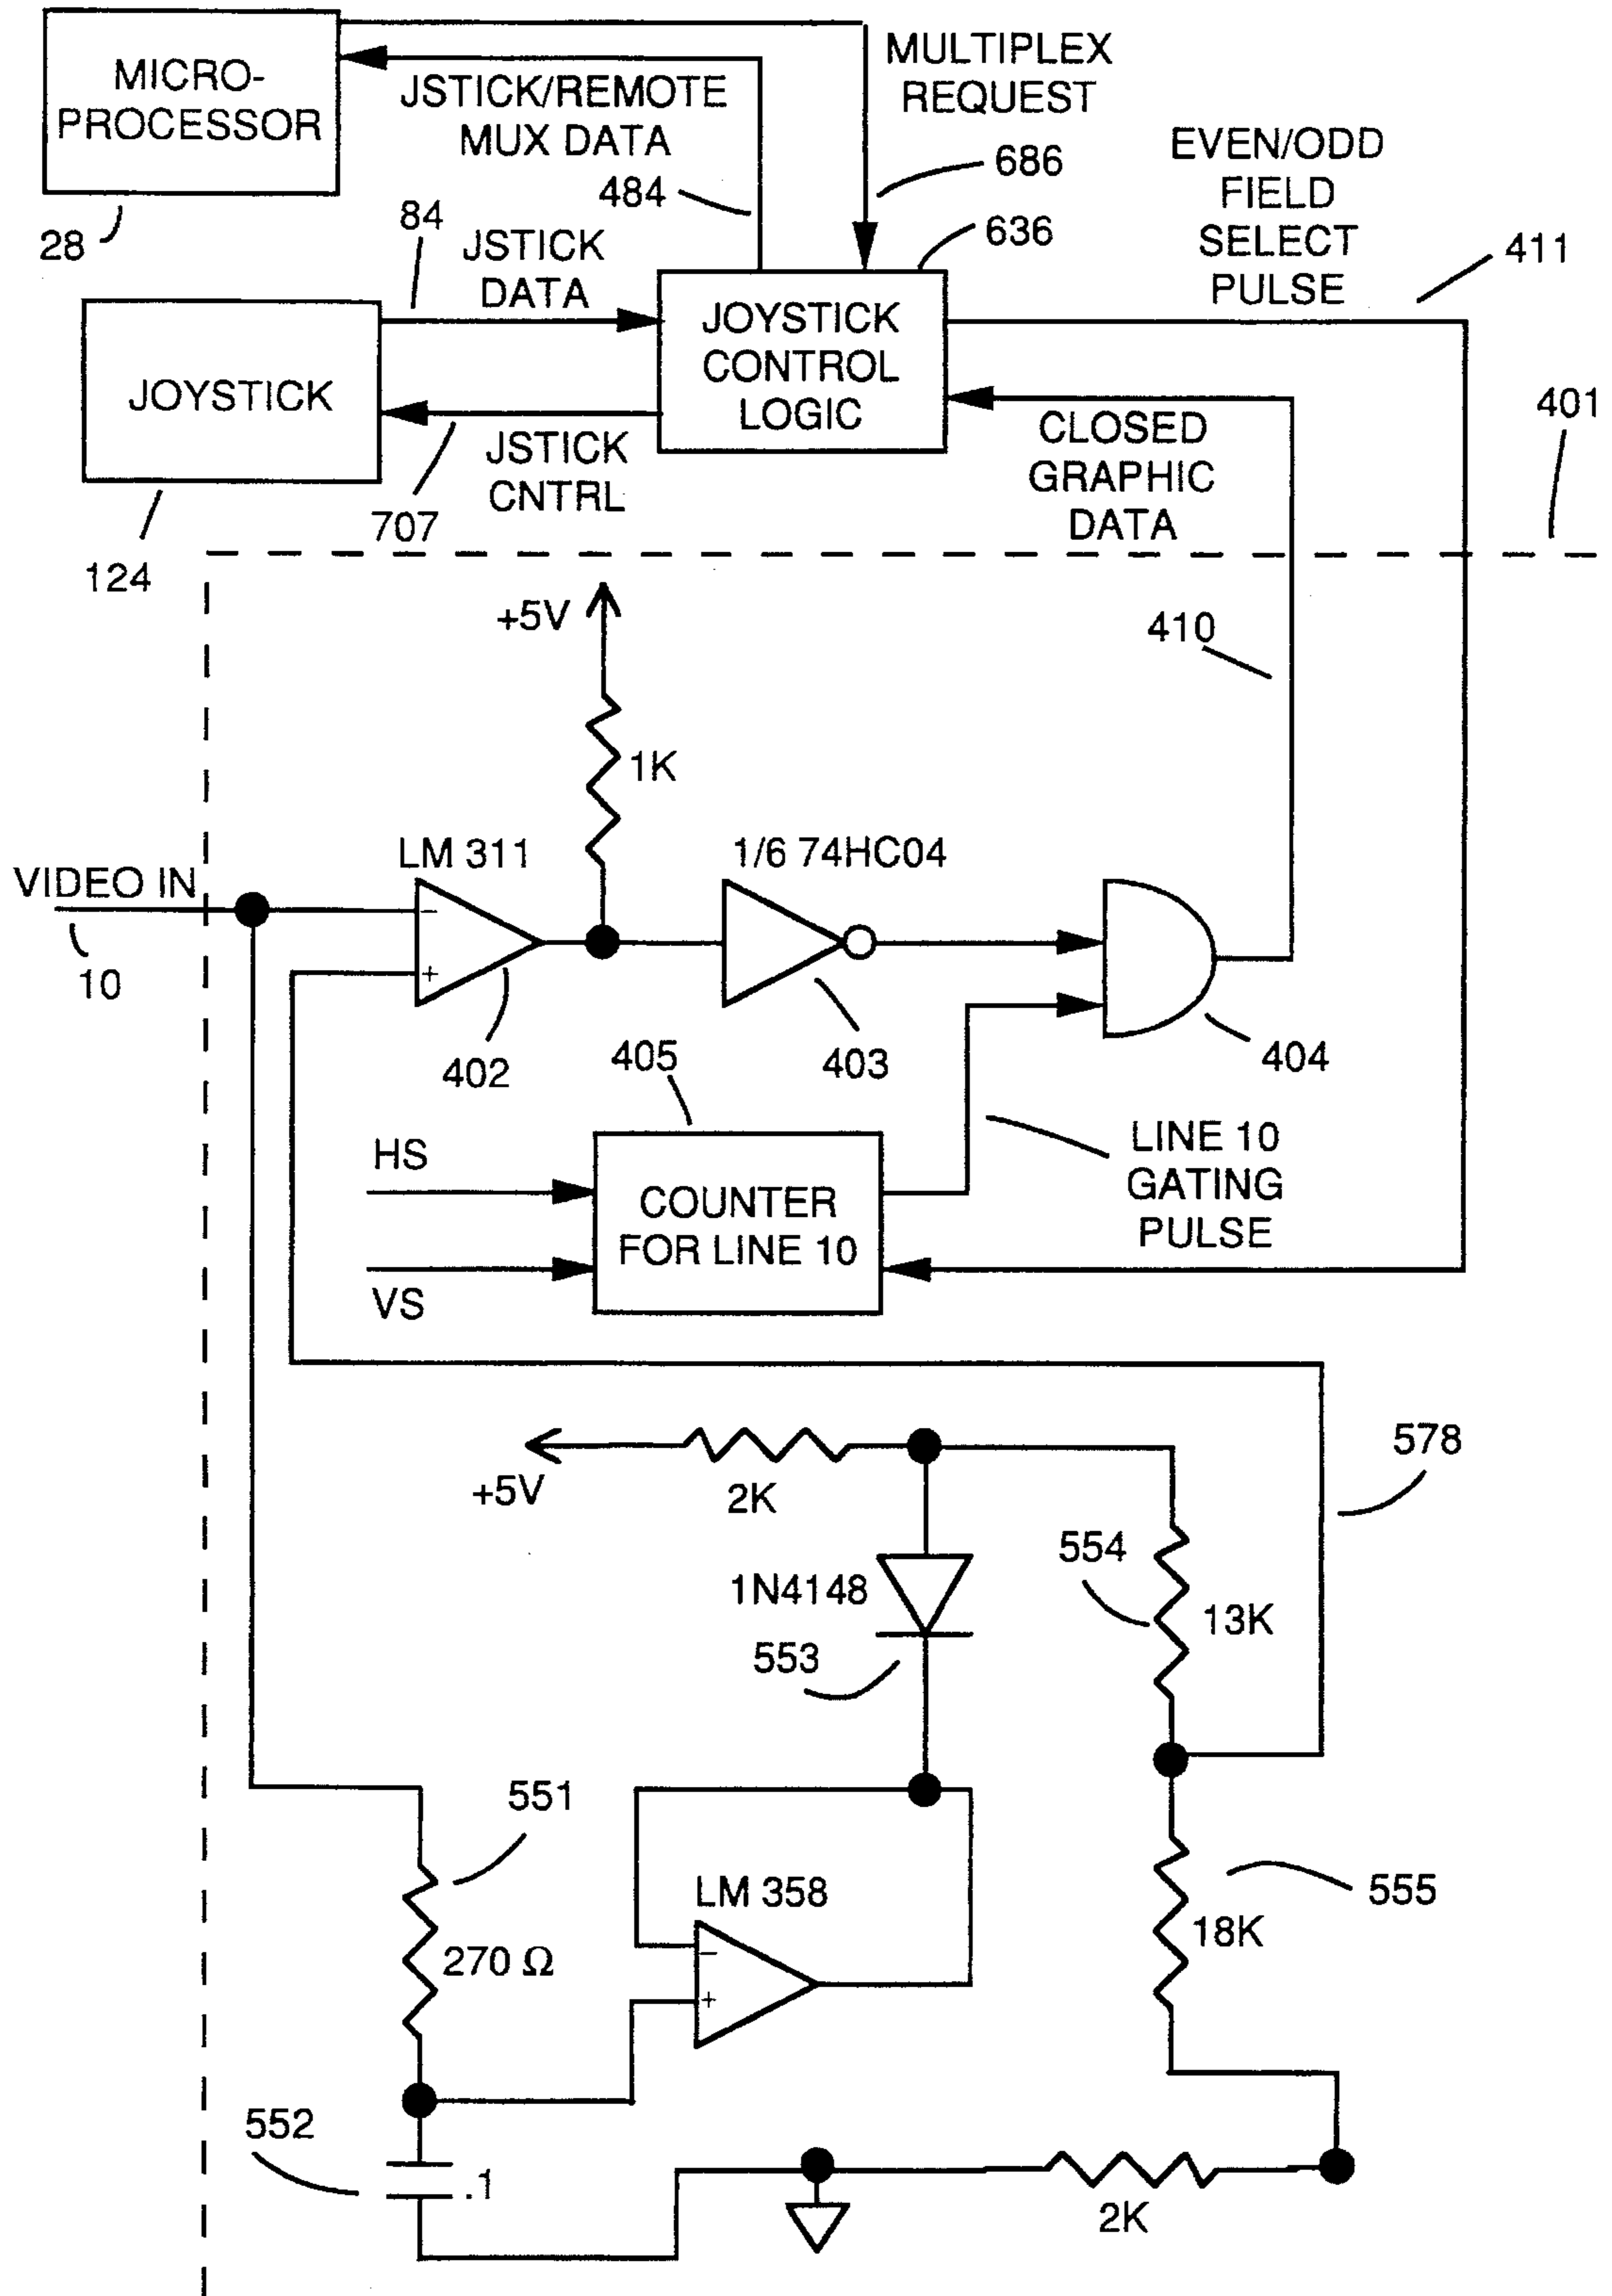 MICRO-
PROCESSOR
28
JSTICK/REMOTE
MUX DATA
484
MULTIPLEX
REQUEST
686
636
EVEN/ODD
FIELD
SELECT
PULSE
411
84
JSTICK
DATA
JOYSTICK
124
JOYSTICK
CONTROL
LOGIC
JSTICK
CNTRL
707
CLOSED
GRAPHIC
DATA
401
+5V
410
1K
LM 311
1/6 74HC04
VIDEO IN
10
−
+
402
403
404
405
HS
VS
COUNTER
FOR LINE 10
LINE 10
GATING
PULSE
578
+5V
2K
1N4148
553
554
13K
551
270 Ω
LM 358
−
+
555
18K
552
.1
2K